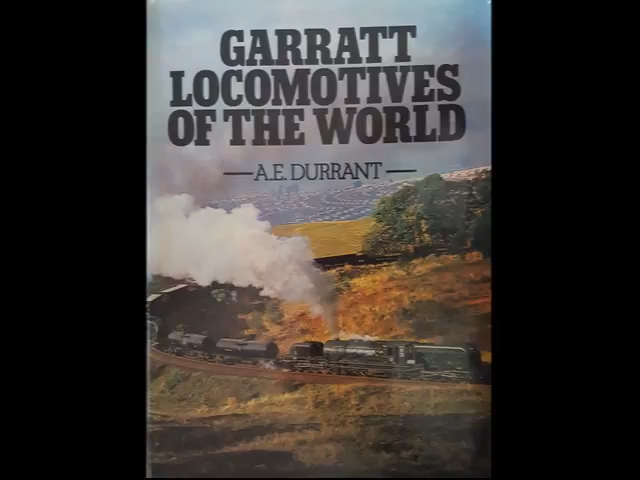 GARRATT
LOCOMOTIVES
OF THE WORLD
A.E. DURRANT